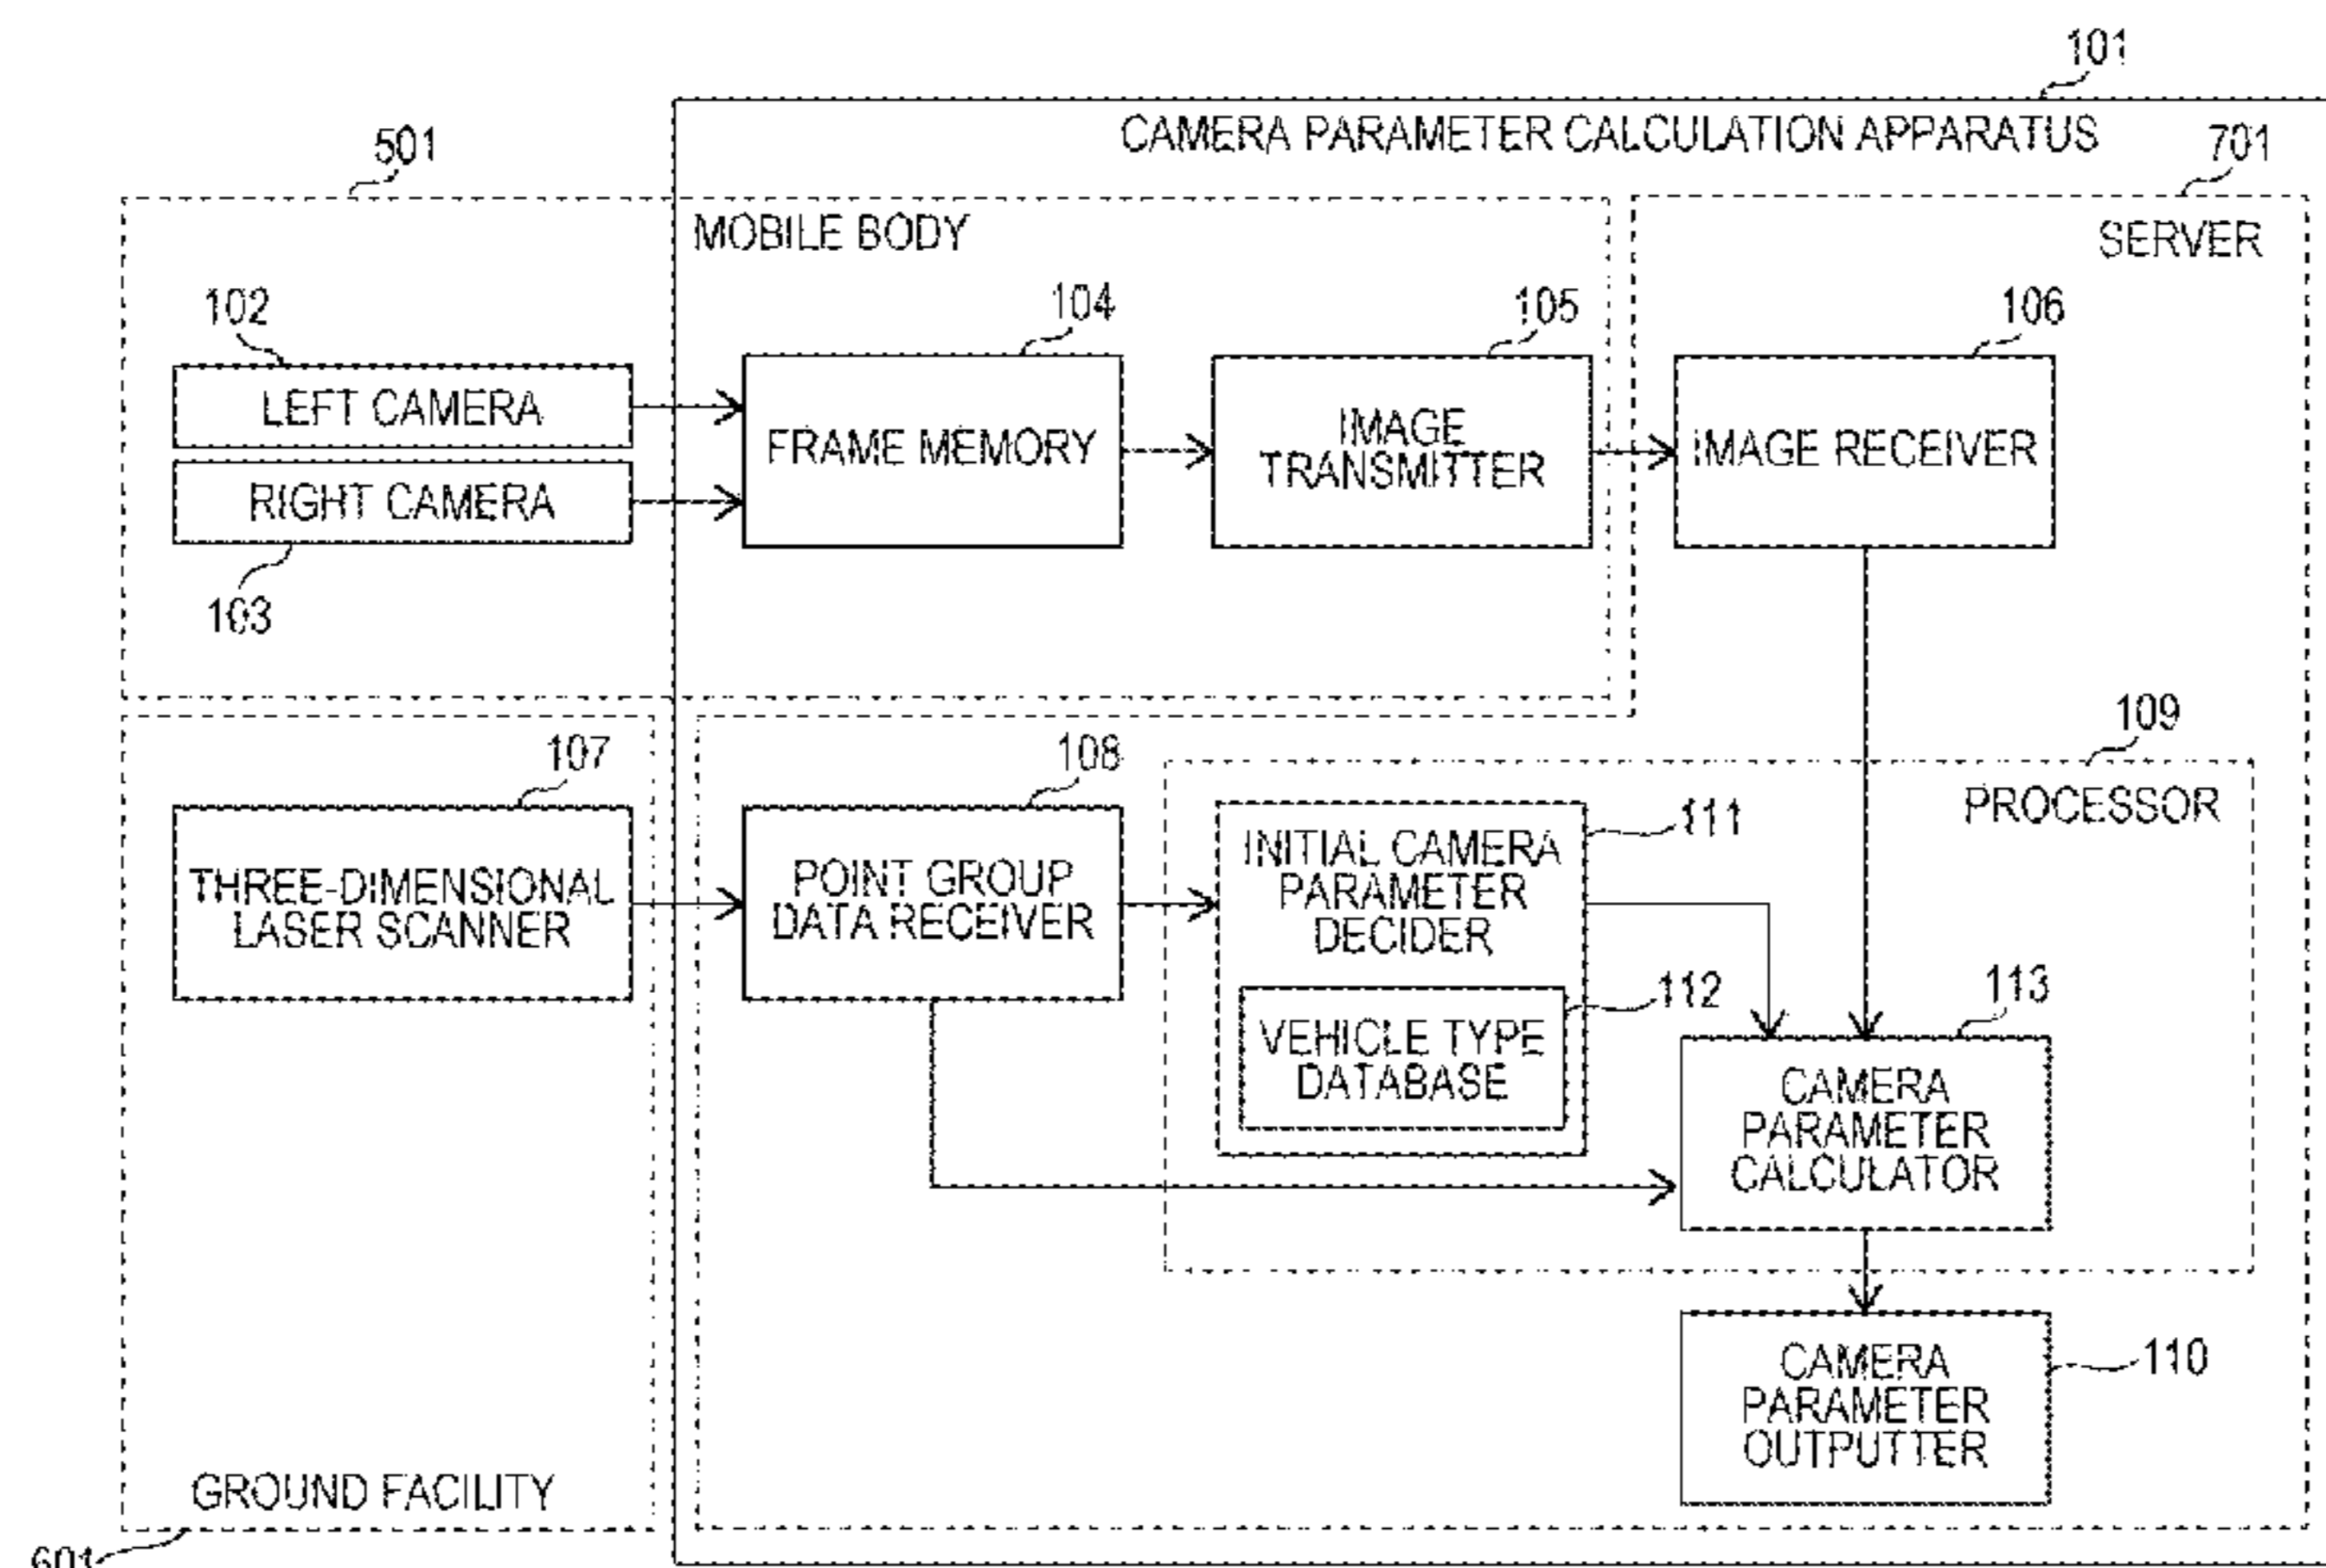 101
CAMERA PARAMETER CALCULATION APPARATUS
501
701
MOBILE BODY
SERVER
102
104
105
106
LEFT CAMERA
RIGHT CAMERA
103
FRAME MEMORY
IMAGE
TRANSMITTER
IMAGE RECEIVER
107
108
109
PROCESSOR
THREE-DIMENSIONAL
LASER SCANNER
POINT GROUP
DATA RECEIVER
111
INITIAL CAMERA
PARAMETER
DECIDER
112
VEHICLE TYPE
DATABASE
113
CAMERA
PARAMETER
CALCULATOR
CAMERA
PARAMETER
OUTPUTTER
110
GROUND FACILITY
601